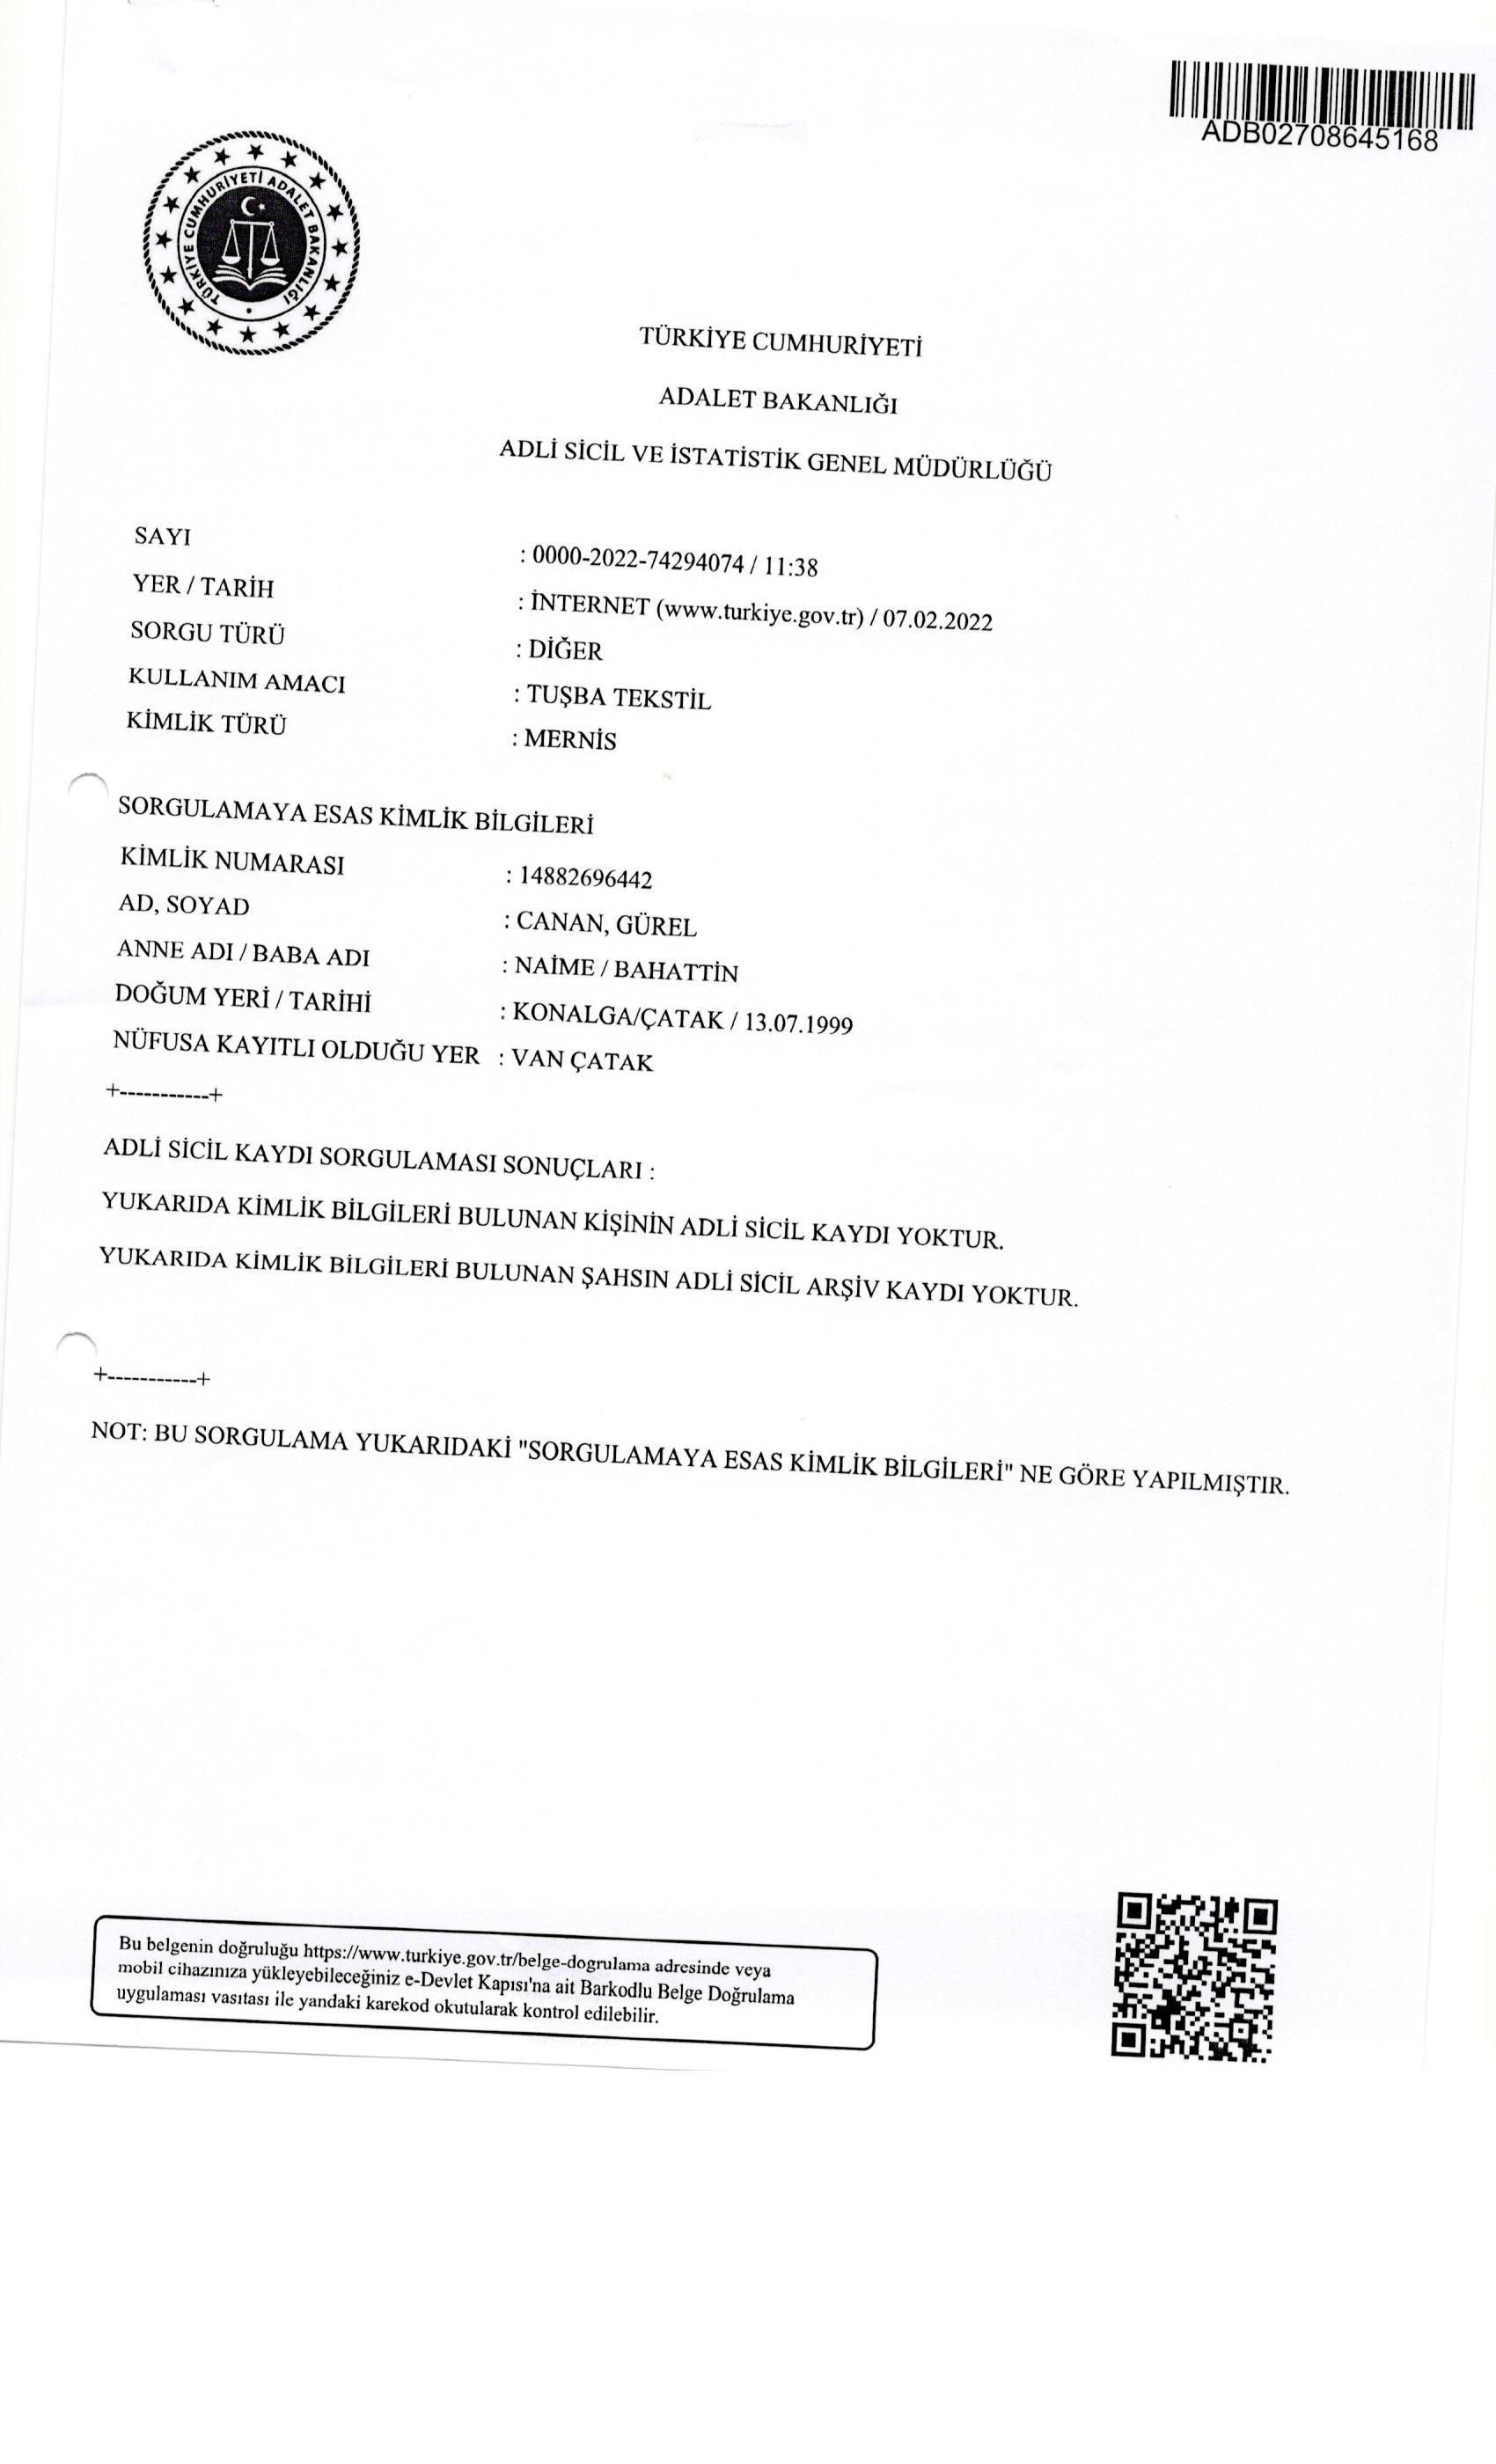 ADB02708645168
TÜRKİYE CUMHURİYETİ ADALET BAKANLIĞI
TÜRKİYE CUMHURİYETİ
ADALET BAKANLIĞI
ADLİ SİCİL VE İSTATİSTİK GENEL MÜDÜRLÜĞÜ
SAYI : 0000-2022-74294074 / 11:38
YER / TARİH : İNTERNET (www.turkiye.gov.tr) / 07.02.2022
SORGU TÜRÜ : DİĞER
KULLANIM AMACI : TUŞBA TEKSTİL
KİMLİK TÜRÜ : MERNİS
SORGULAMAYA ESAS KİMLİK BİLGİLERİ
KİMLİK NUMARASI : 14882696442
AD, SOYAD : CANAN, GÜREL
ANNE ADI / BABA ADI : NAİME / BAHATTİN
DOĞUM YERİ / TARİHİ : KONALGA/ÇATAK / 13.07.1999
NÜFUSA KAYITLI OLDUĞU YER : VAN ÇATAK
+-----------+
ADLİ SİCİL KAYDI SORGULAMASI SONUÇLARI :
YUKARIDA KİMLİK BİLGİLERİ BULUNAN KİŞİNİN ADLİ SİCİL KAYDI YOKTUR.
YUKARIDA KİMLİK BİLGİLERİ BULUNAN ŞAHSIN ADLİ SİCİL ARŞİV KAYDI YOKTUR.
+-----------+
NOT: BU SORGULAMA YUKARIDAKİ "SORGULAMAYA ESAS KİMLİK BİLGİLERİ" NE GÖRE YAPILMIŞTIR.
Bu belgenin doğruluğu https://www.turkiye.gov.tr/belge-dogrulama adresinde veya
mobil cihazınıza yükleyebileceğiniz e-Devlet Kapısı'na ait Barkodlu Belge Doğrulama
uygulaması vasıtası ile yandaki karekod okutularak kontrol edilebilir.